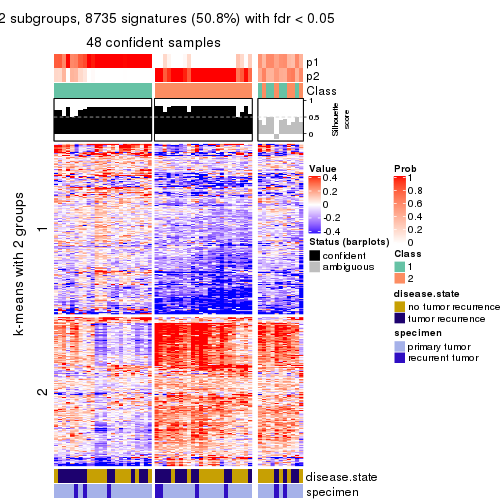 2 subgroups, 8735 signatures (50.8%) with fdr < 0.05
48 confident samples
p1
p2
Class
1
0.5
0
Silhouette
score
k-means with 2 groups
1
2
disease.state
specimen
Value
0.4
0.2
0
-0.2
-0.4
Status (barplots)
confident
ambiguous
Prob
1
0.8
0.6
0.4
0.2
0
Class
1
2
disease.state
no tumor recurrence
tumor recurrence
specimen
primary tumor
recurrent tumor